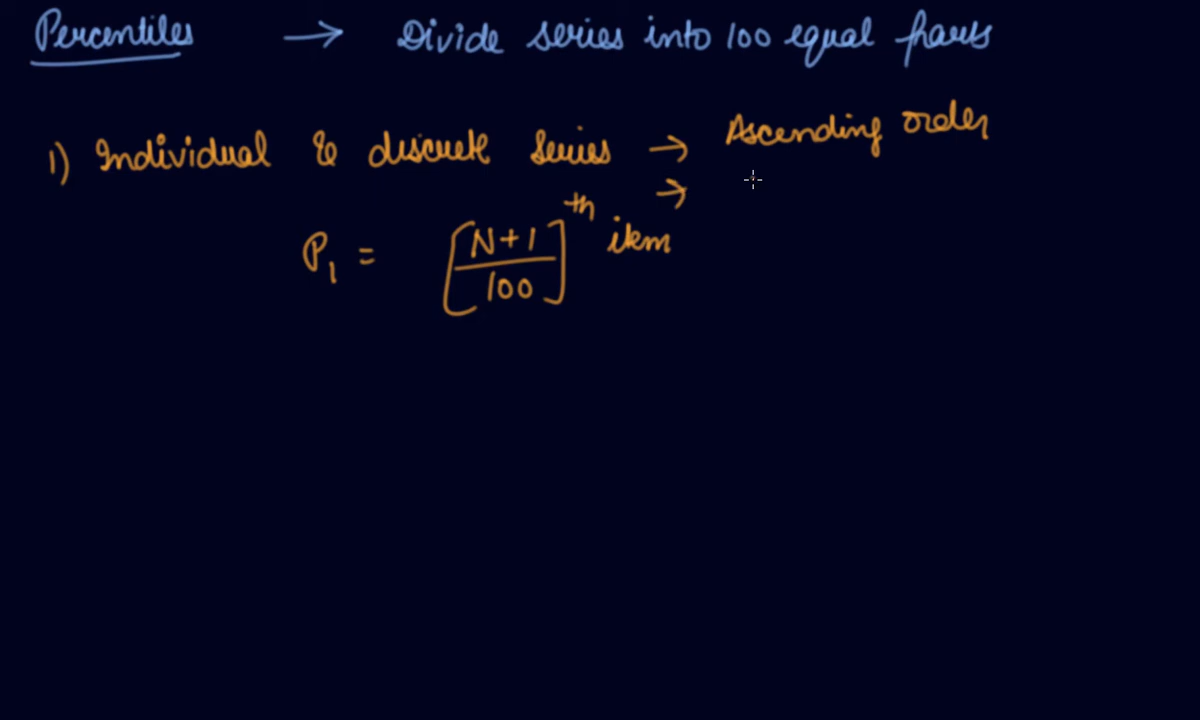 Percentiles → Divide series into 100 equal parts
1) Individual & discrete series → Ascending order
→
P₁ = [N+1 / 100]ᵗʰ item